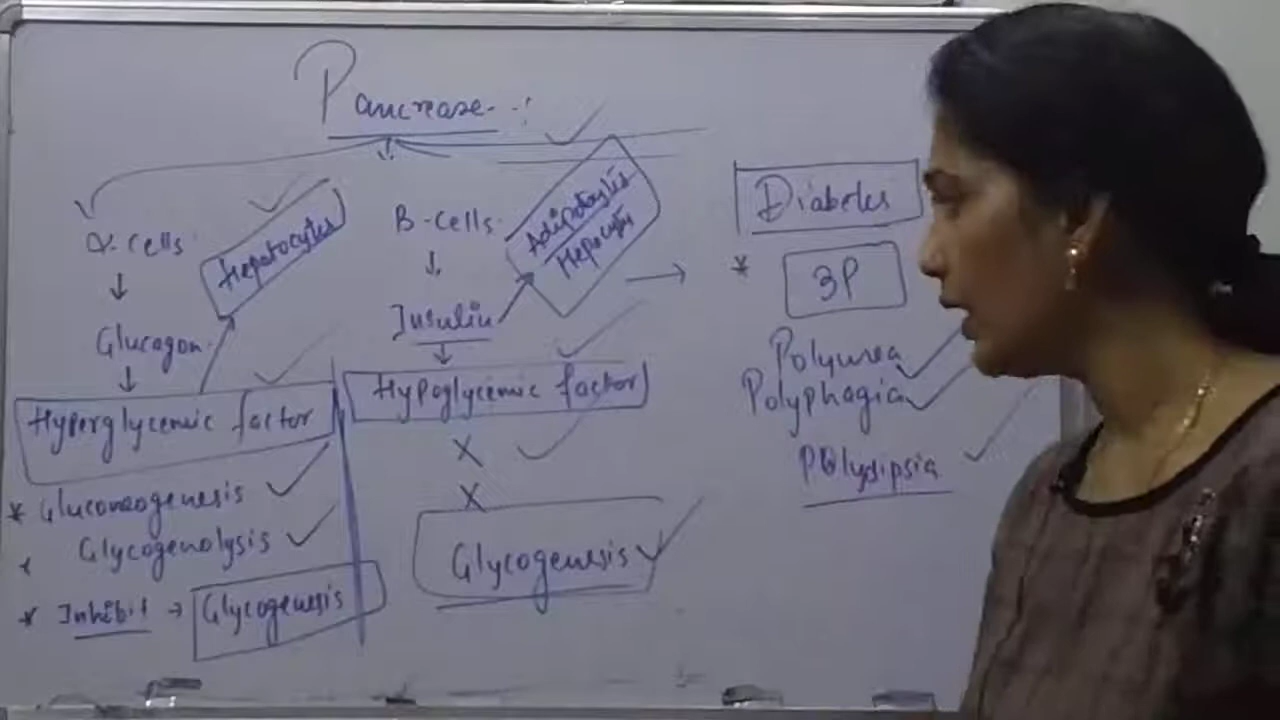 Pancrease
α-cells
Hepatocytes
Glucagon
Hyperglycemic factor
* Gluconeogenesis
Glycogenolysis
* Inhibit → Glycogenesis
B-cells
Adipocytes
Hepocytes
Insulin
Hypoglycemic factor
X
X
Glycogenesis
Diabetes
* 3P
Polyurea
Polyphagia
Polydipsia